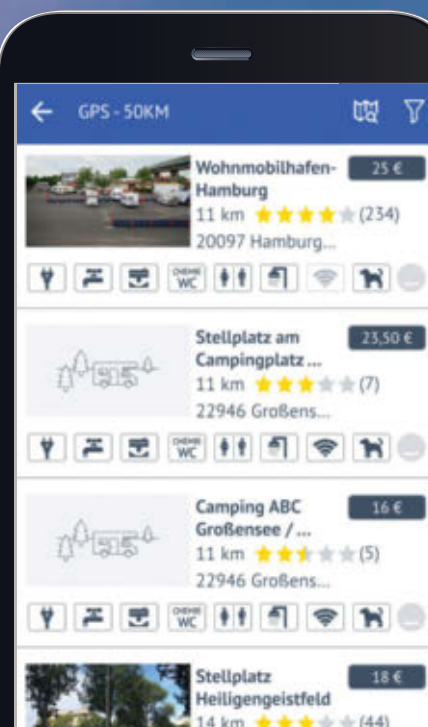 GPS - 50KM
Wohnmobilhafen-
Hamburg
25 €
11 km (234)
20097 Hamburg...
CHEMIE
WC
Stellplatz am
Campingplatz ...
23,50 €
11 km (7)
22946 Großens...
CHEMIE
WC
Camping ABC
Großensee / ...
16 €
11 km (5)
22946 Großens...
CHEMIE
WC
Stellplatz
Heiligengeistfeld
18 €
14 km (44)